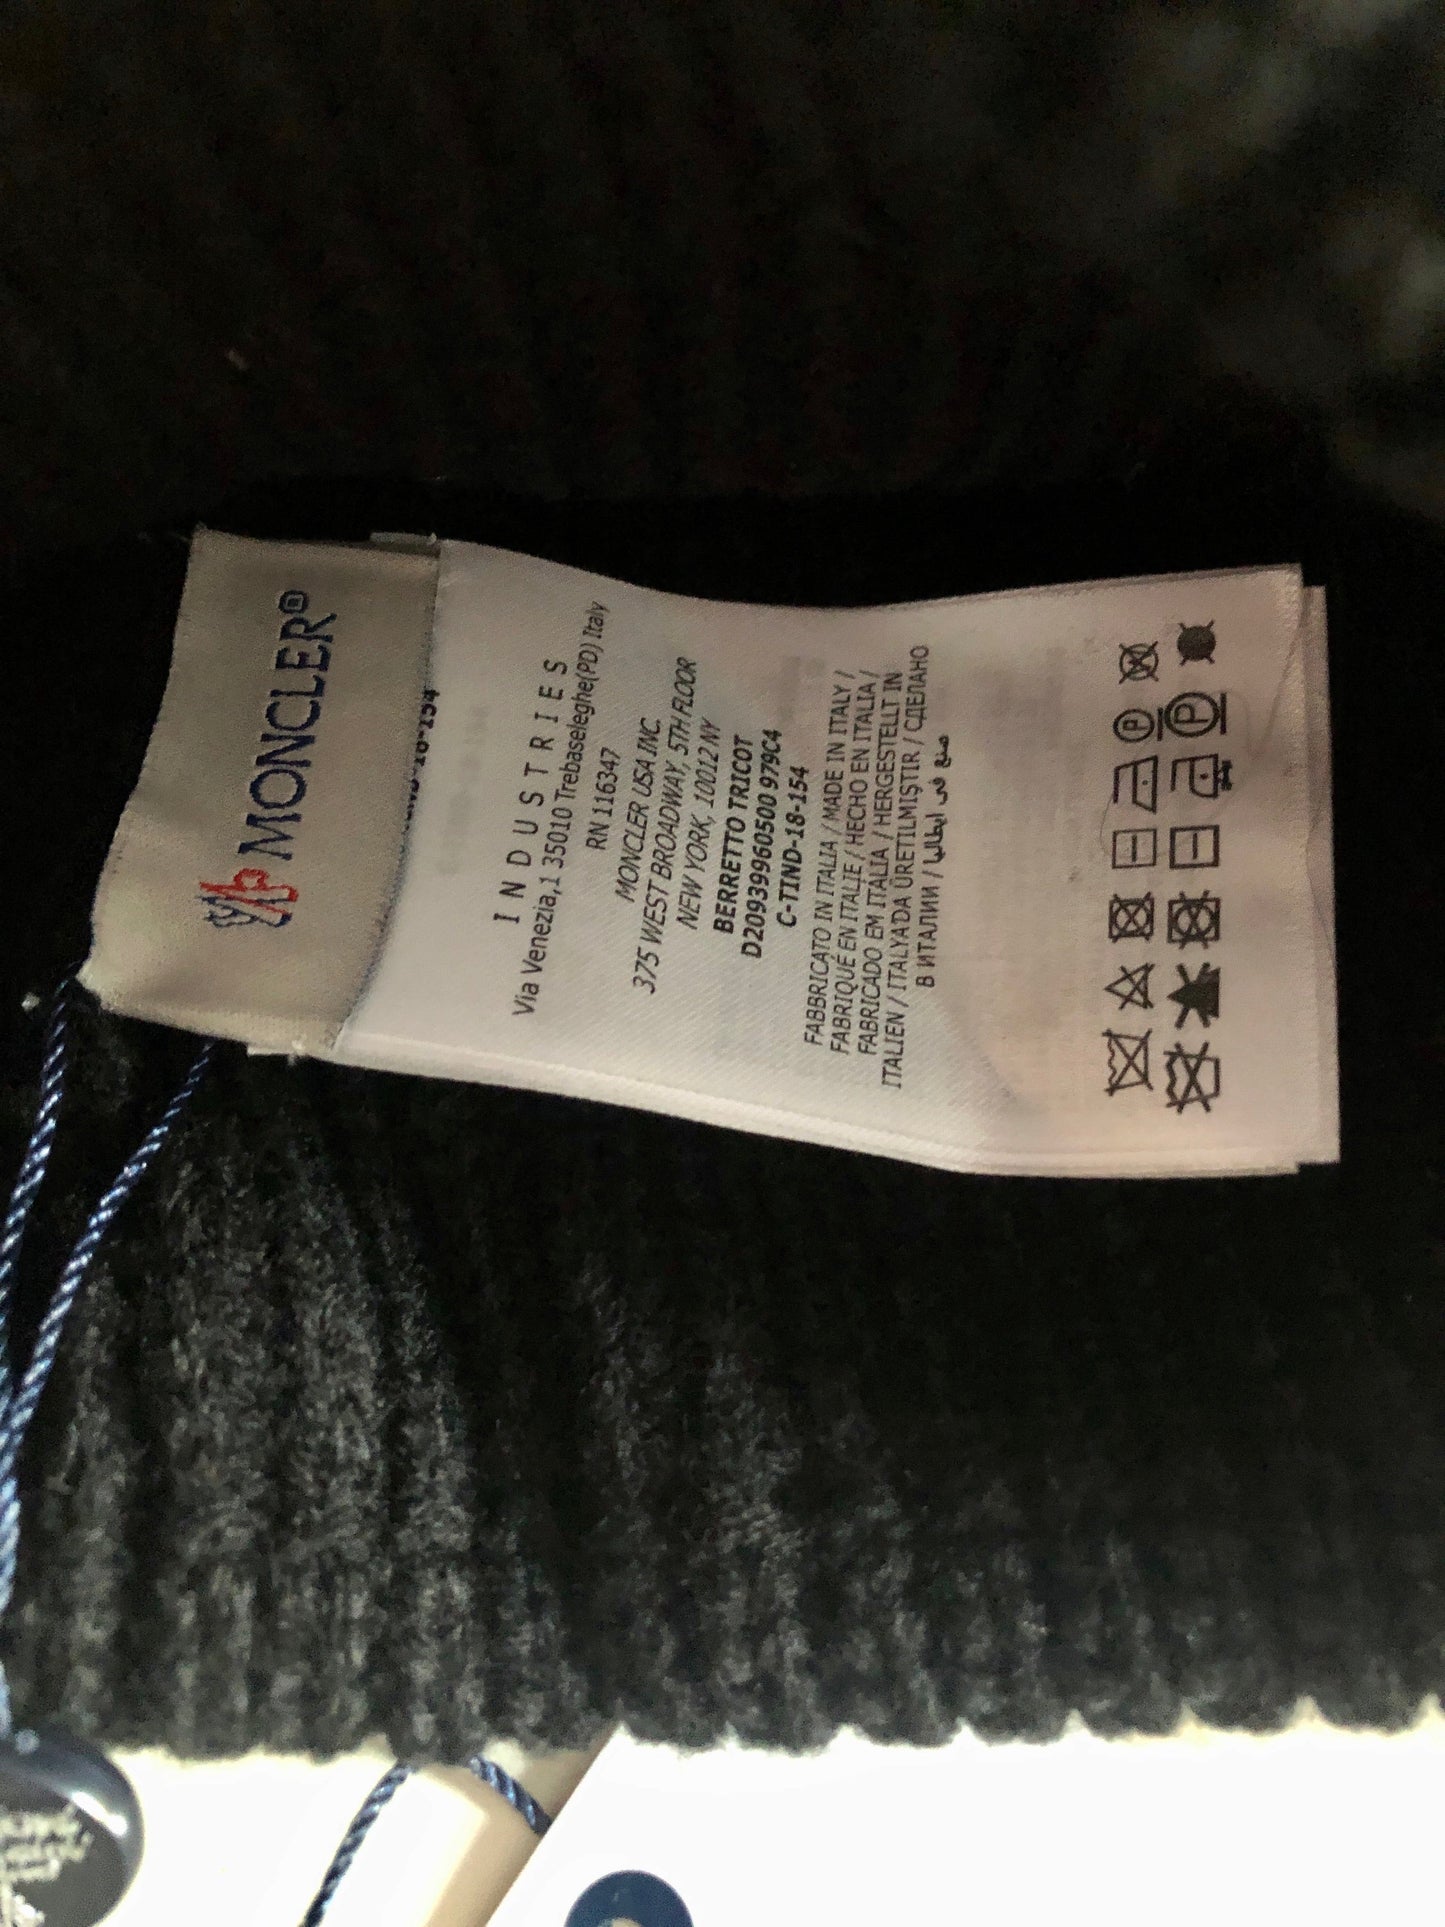 MONCLER®
INDUSTRIES
Via Venezia,1 35010 Trebaseleghe(PD) Italy
RN 116347
MONCLER USA INC.
375 WEST BROADWAY, 5TH FLOOR
NEW YORK, 10012 NY
BERRETTO TRICOT
D20939960500 979C4
C-TIND-18-154
FABBRICATO IN ITALIA / MADE IN ITALY /
FABRIQUÉ EN ITALIE / HECHO EN ITALIA /
FABRICADO EM ITÁLIA / HERGESTELLT IN
ITALIEN / ITALYA'DA ÜRETILMIŞTIR / СДЕЛАНО
В ИТАЛИИ / صنع في ايطاليا
P
W
P